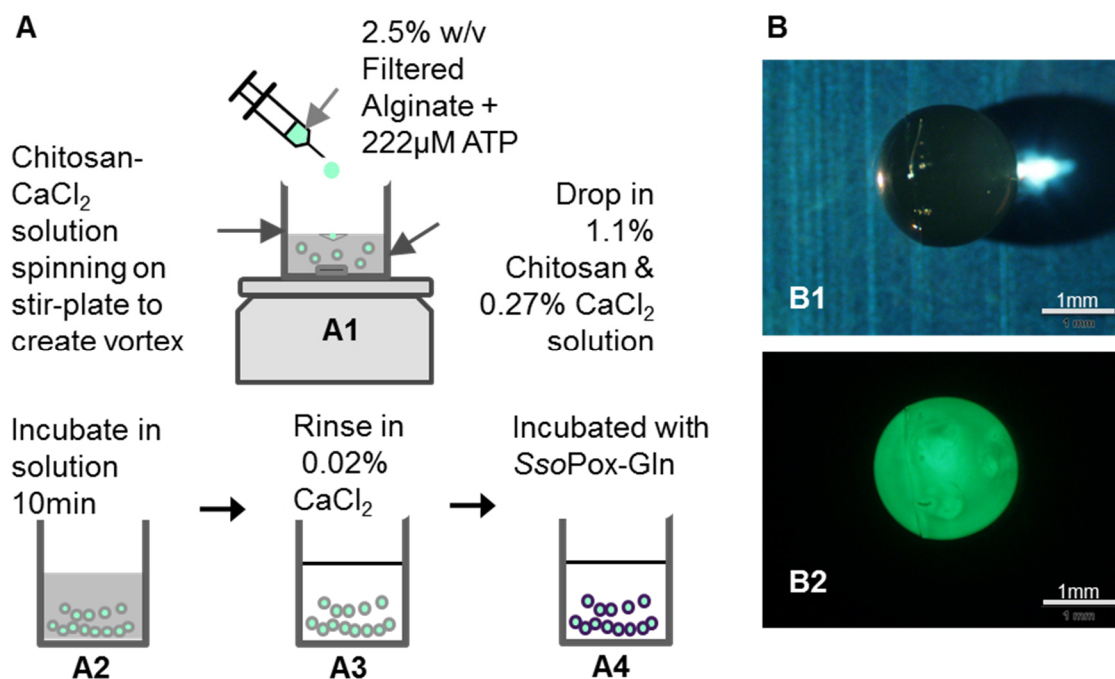 A
2.5% w/v
Filtered
Alginate +
222µM ATP
Chitosan-
CaCl2
solution
spinning on
stir-plate to
create vortex
Drop in
1.1%
Chitosan &
0.27% CaCl2
solution
A1
Incubate in
solution
10min
A2
Rinse in
0.02%
CaCl2
A3
Incubated with
SsoPox-Gln
A4
B
B1
1mm
1 mm
B2
1mm
1 mm